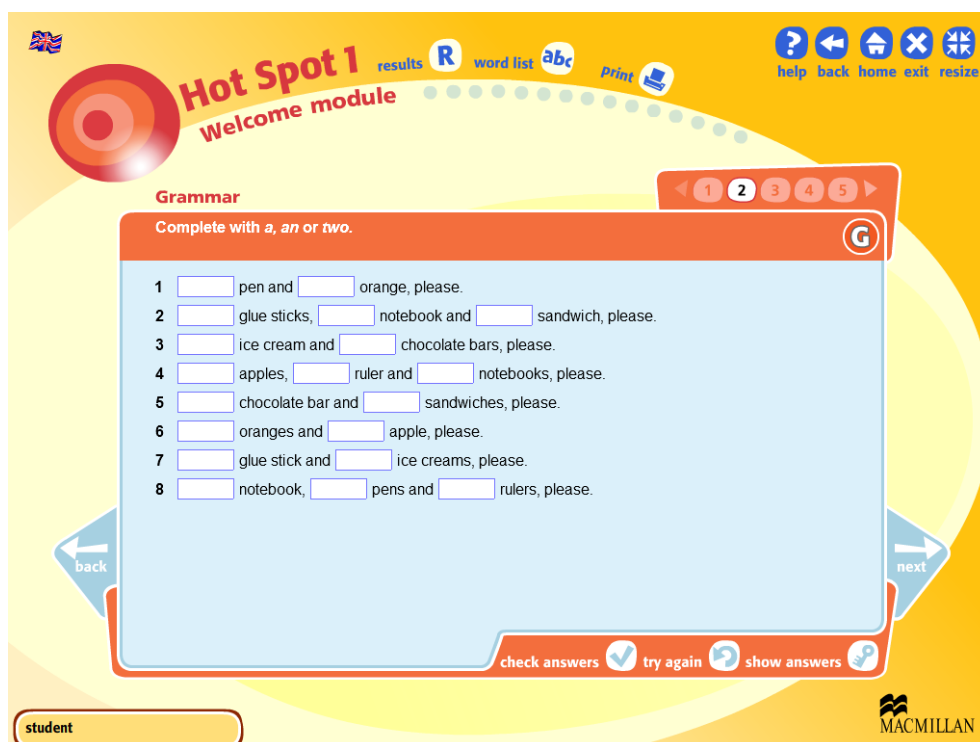 Hot Spot 1
Welcome module
results R
word list abc
print
help back home exit resize
Grammar
1 2 3 4 5
Complete with a, an or two.
G
1 pen and orange, please.
2 glue sticks, notebook and sandwich, please.
3 ice cream and chocolate bars, please.
4 apples, ruler and notebooks, please.
5 chocolate bar and sandwiches, please.
6 oranges and apple, please.
7 glue stick and ice creams, please.
8 notebook, pens and rulers, please.
back
next
check answers try again show answers
student
MACMILLAN